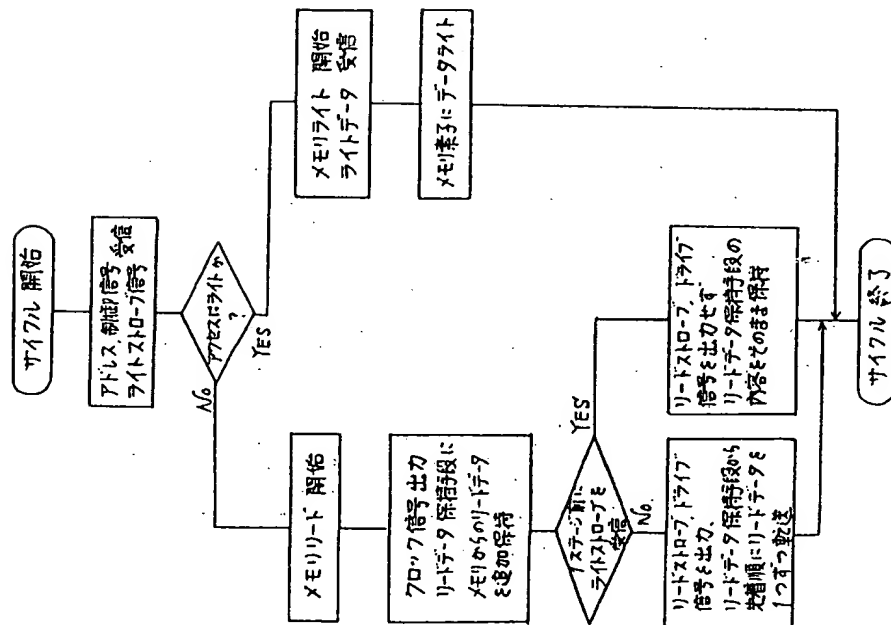 サイクル 開始
アドレス, 制御信号 受信
ライトストローブ信号
アクセスはライトか
?
No
YES
メモリリード 開始
メモリライト 開始
ライトデータ 受信
クロック信号 出力
リードデータ 保持手段に
メモリからのリードデータ
を追加保持
メモリ素子にデータライト
1ステージ前に
ライトストローブを
受信
YES
No
リードストローブ, ドライブ
信号を出力、
リードデータ保持手段から
先着順にリードデータを
1つずつ転送
リードストローブ, ドライブ
信号を出力せず
リードデータ保持手段の
内容をそのまま保持
サイクル 終了